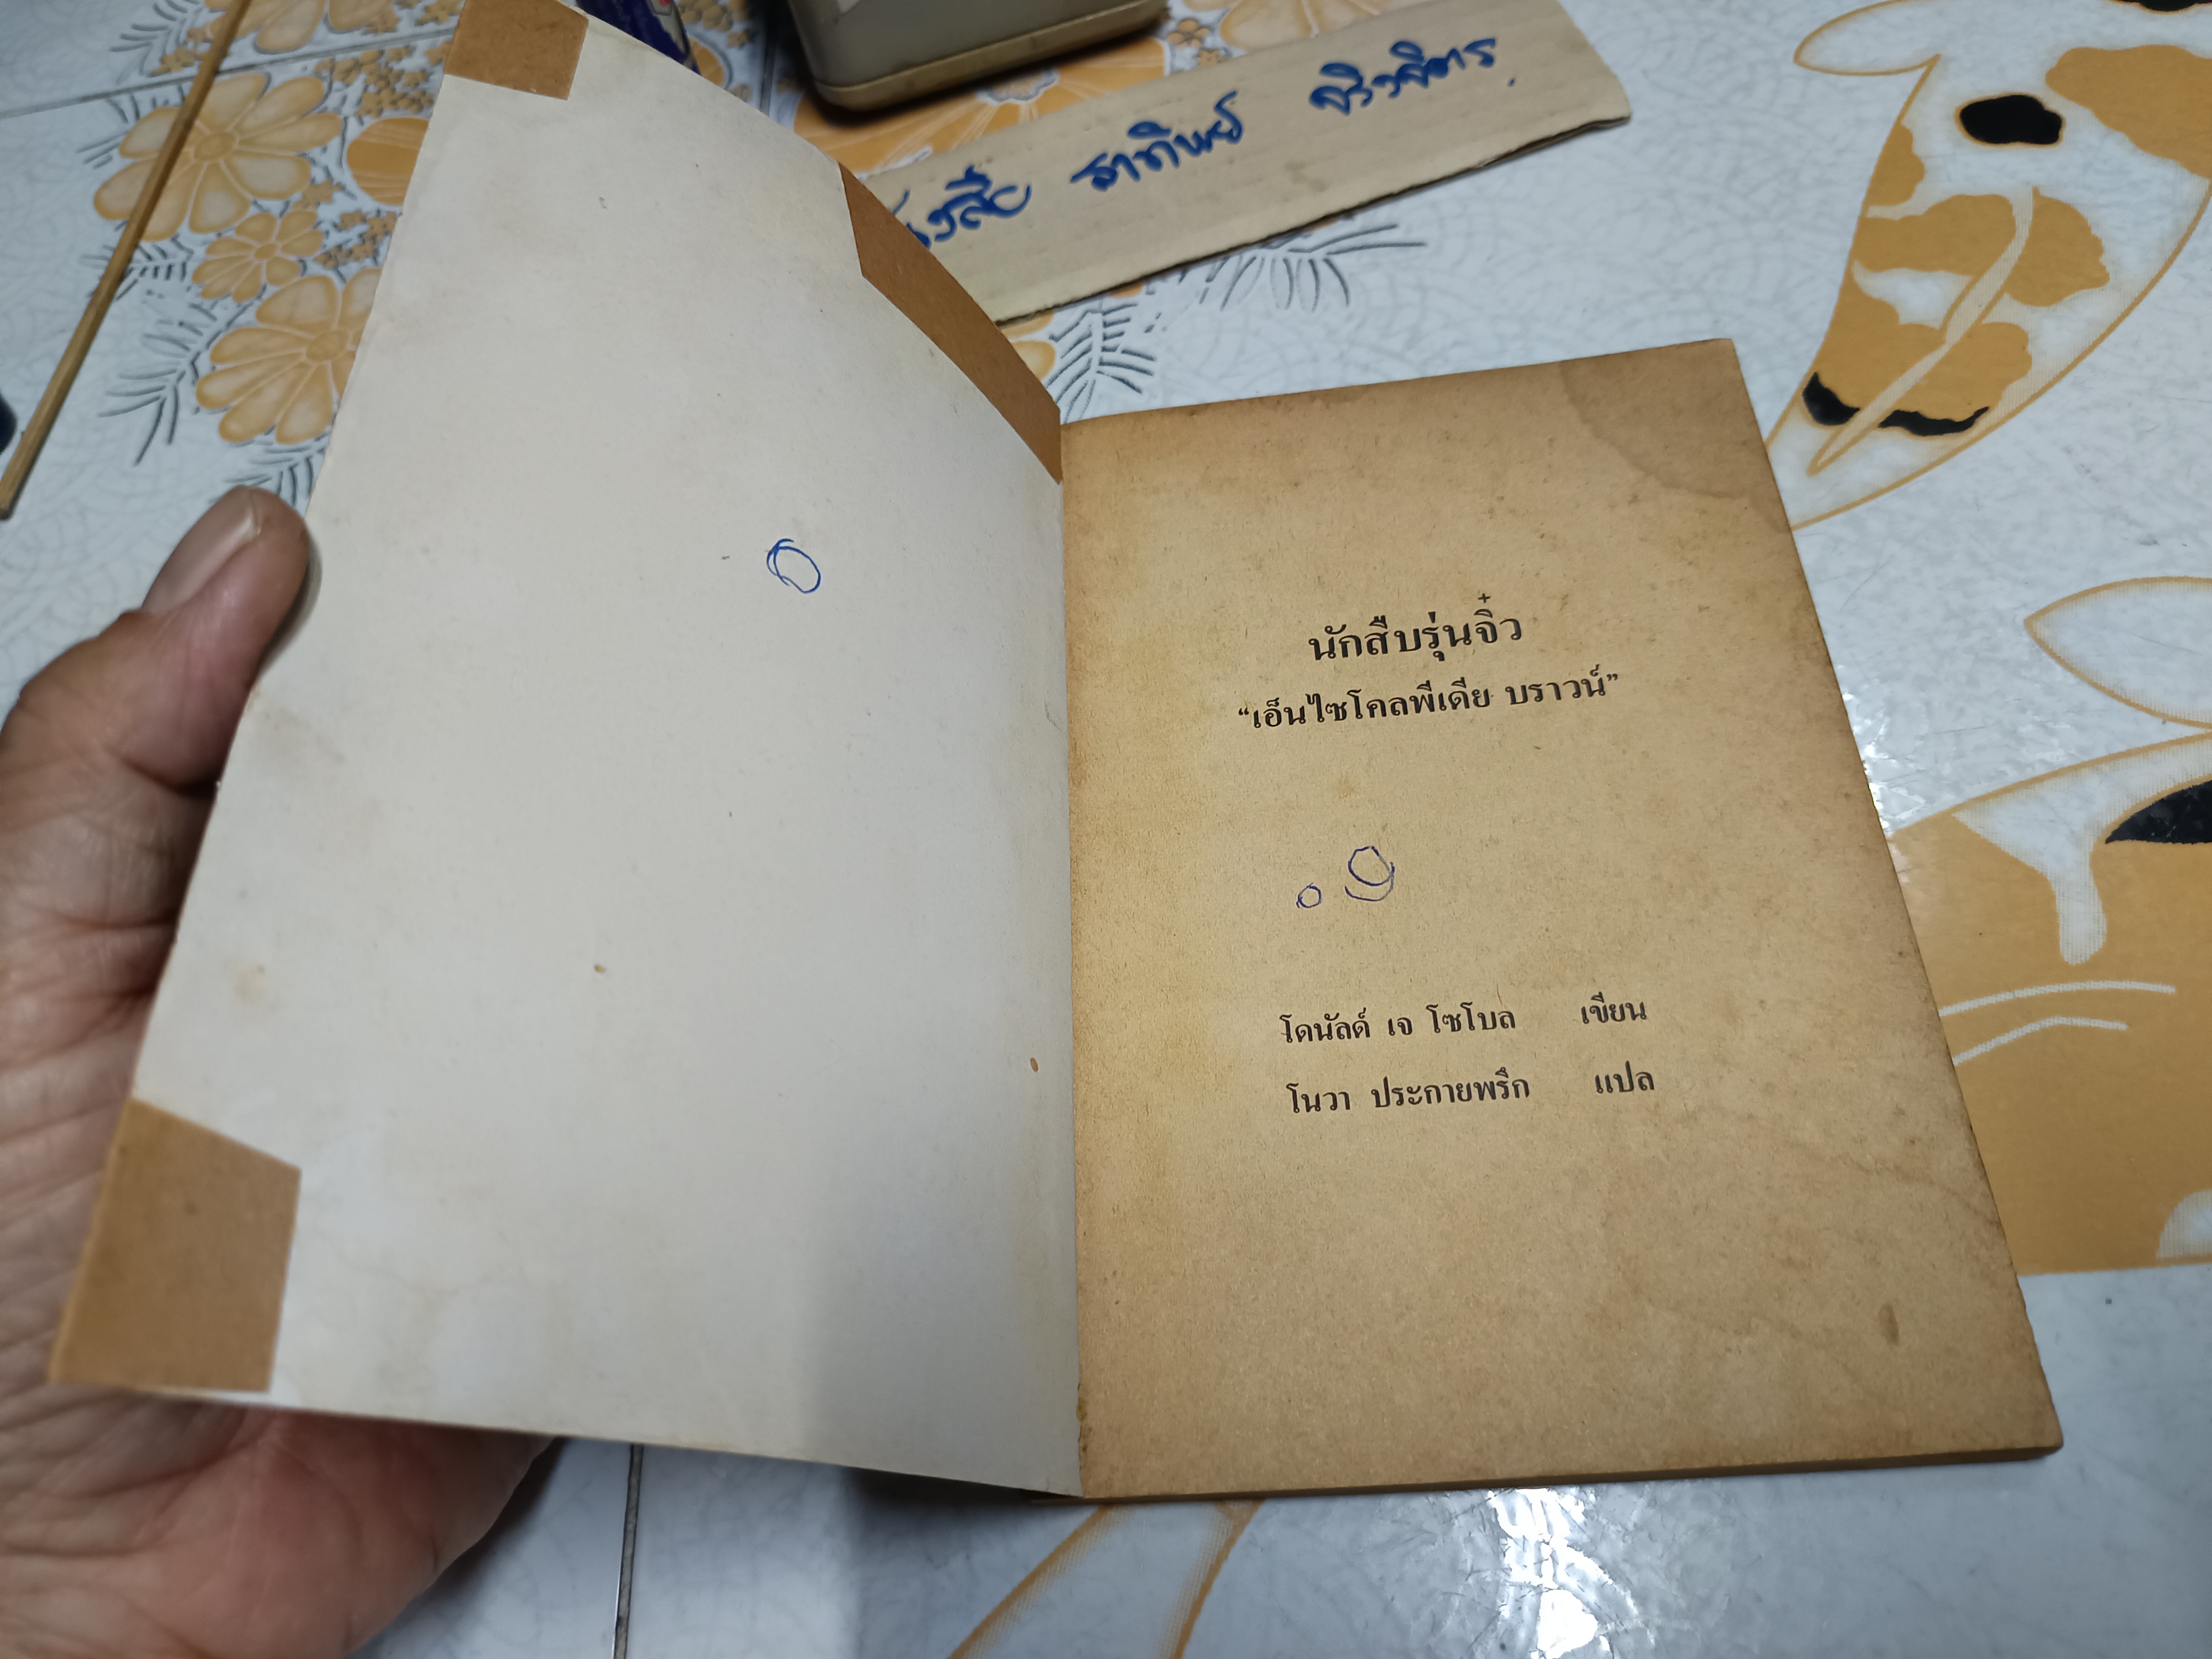 นักสืบรุ่นจิ๋ว
“เอ็นไซโคลพีเดีย บราวน์”
โดนัลด์ เจ โซโบล เขียน
โนวา ประกายพรึก แปล